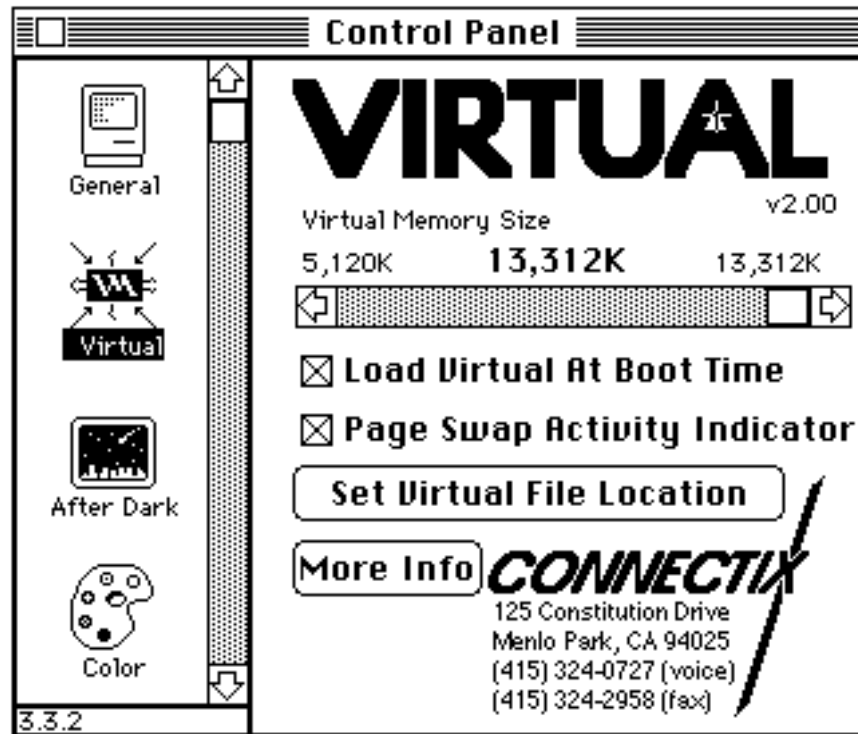 Control Panel
General
Virtual
After Dark
Color
3.3.2
VIRTUAL
v2.00
Virtual Memory Size
5,120K 13,312K 13,312K
Load Virtual At Boot Time
Page Swap Activity Indicator
Set Virtual File Location
More Info
CONNECTIX
125 Constitution Drive
Menlo Park, CA 94025
(415) 324-0727 (voice)
(415) 324-2958 (fax)